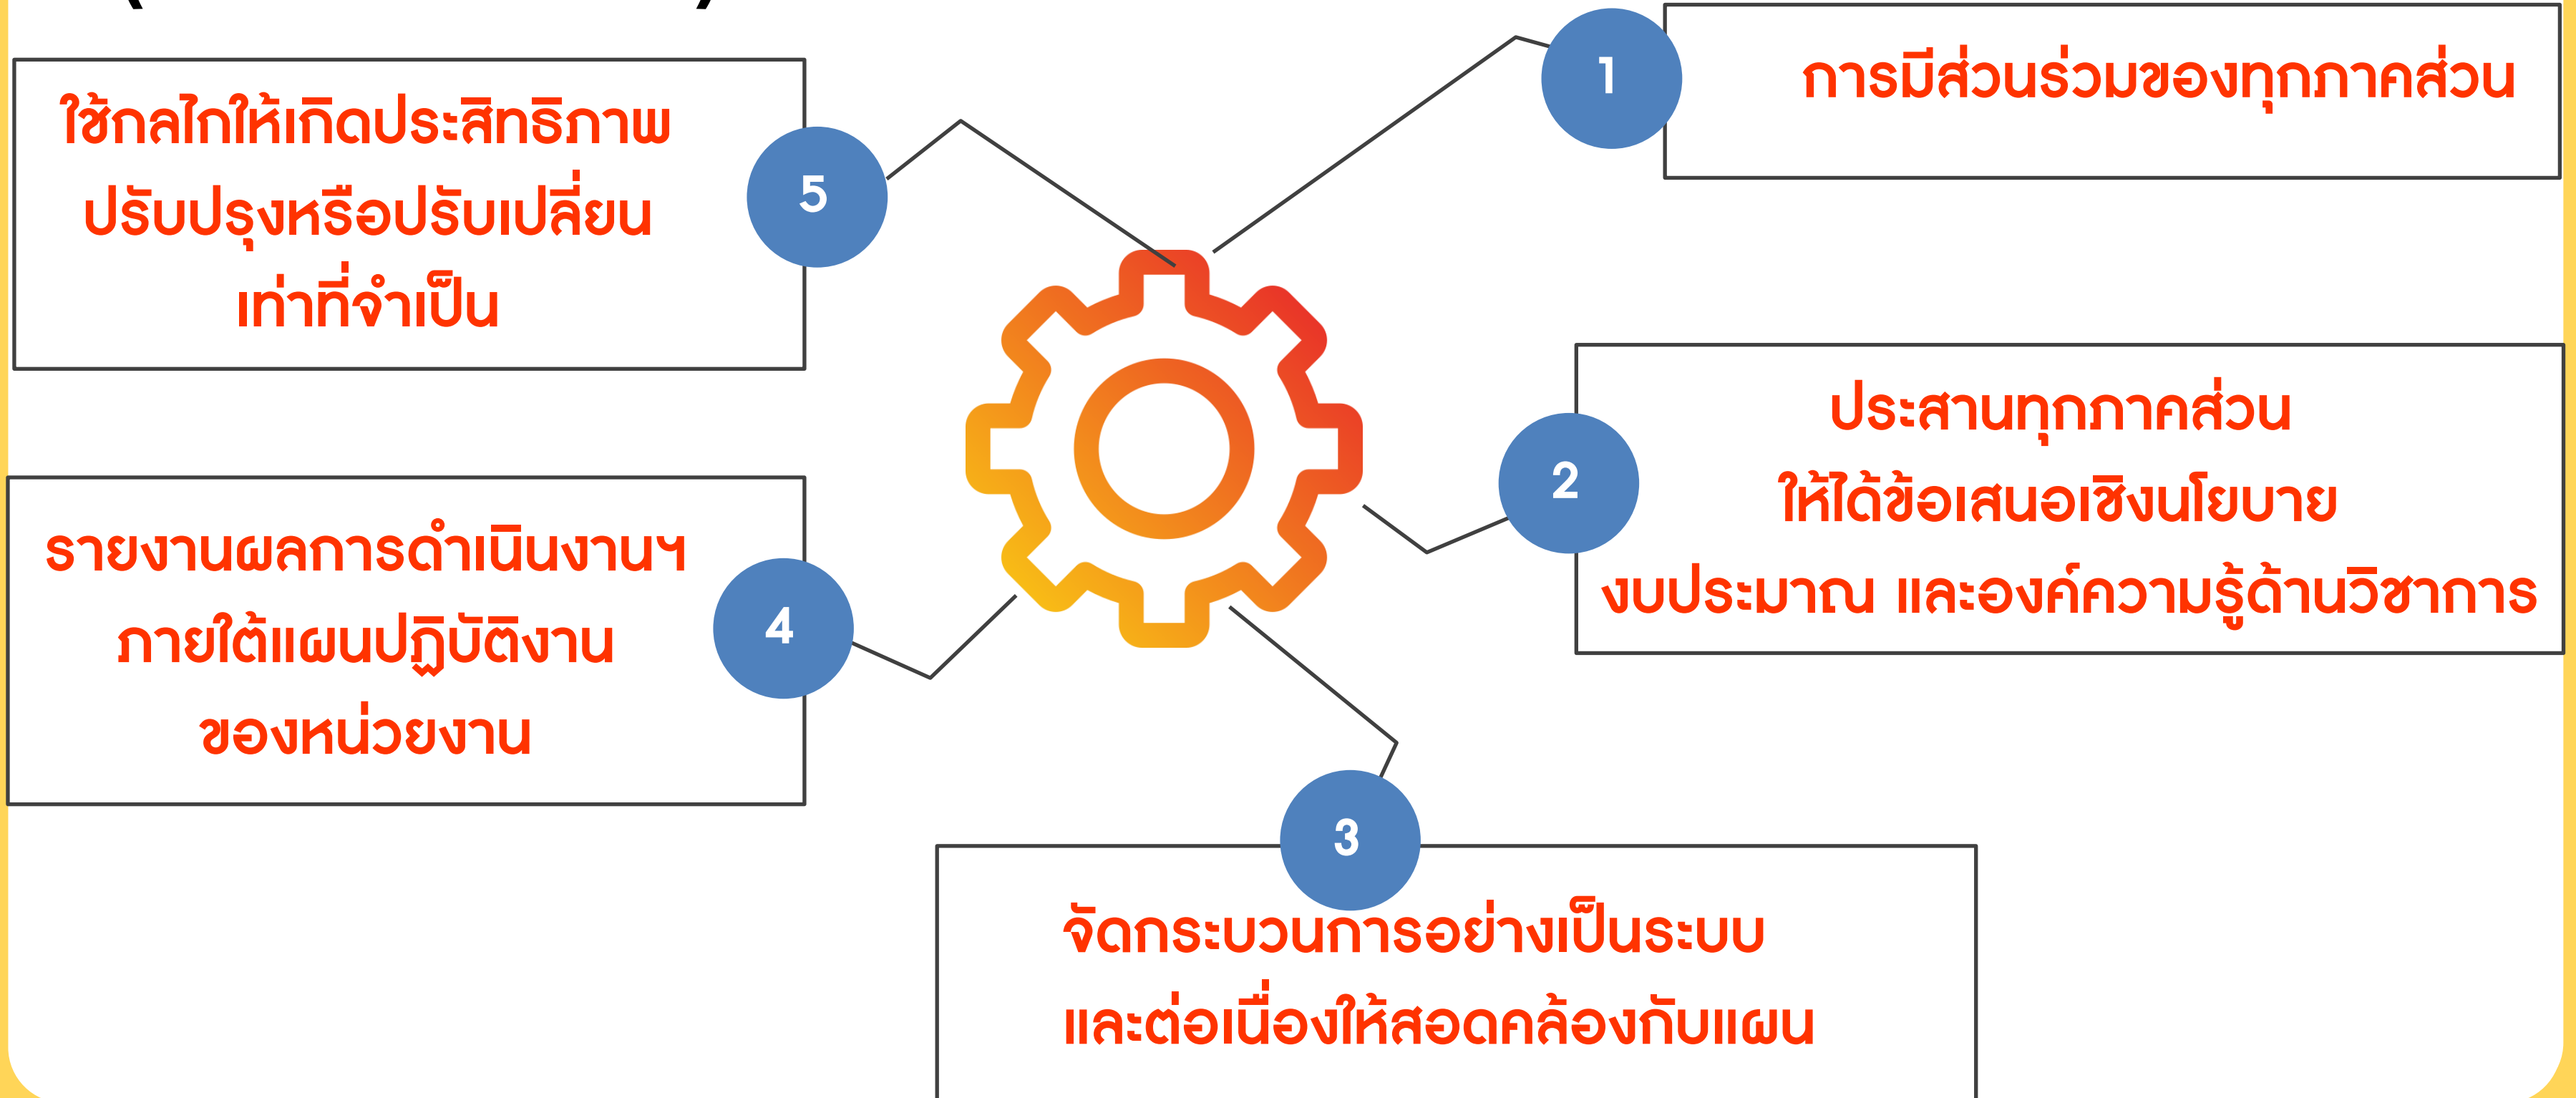 1
การมีส่วนร่วมของทุกภาคส่วน
2
ประสานทุกภาคส่วน
ให้ได้ข้อเสนอเชิงนโยบาย
งบประมาณ และองค์ความรู้ด้านวิชาการ
3
จัดกระบวนการอย่างเป็นระบบ
และต่อเนื่องให้สอดคล้องกับแผน
4
รายงานผลการดำเนินงานฯ
ภายใต้แผนปฏิบัติงาน
ของหน่วยงาน
5
ใช้กลไกให้เกิดประสิทธิภาพ
ปรับปรุงหรือปรับเปลี่ยน
เท่าที่จำเป็น